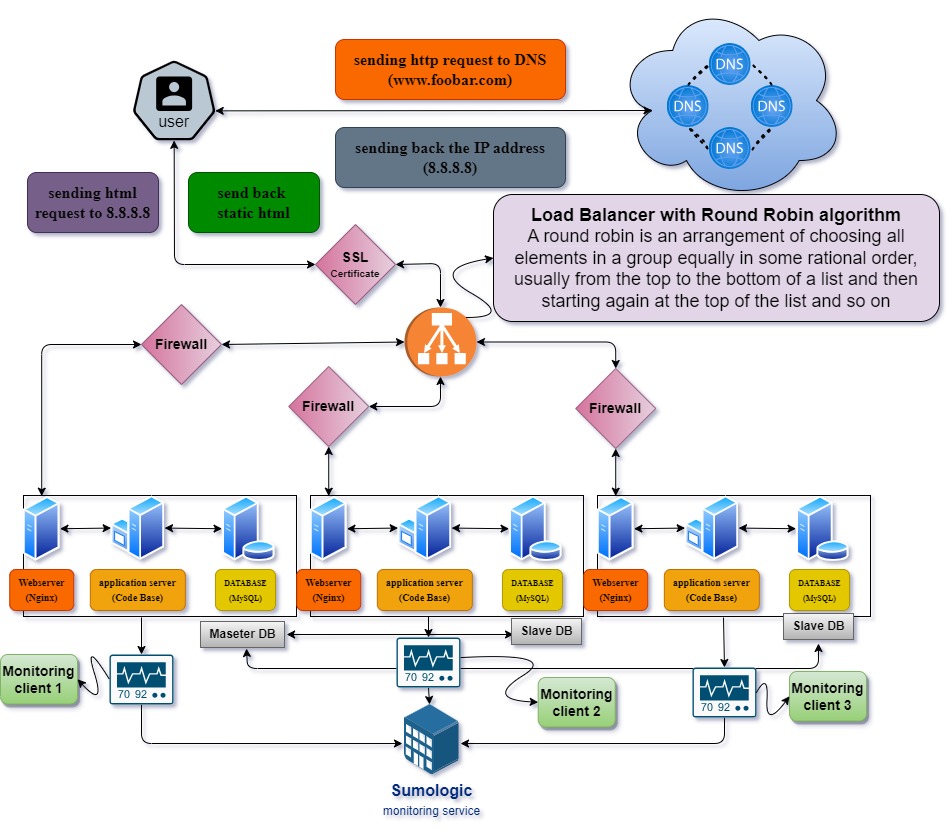 sending http request to DNS
(www.foobar.com)
DNS
DNS
DNS
DNS
user
sending back the IP address
(8.8.8.8)
sending html
request to 8.8.8.8
send back
static html
Load Balancer with Round Robin algorithm
A round robin is an arrangement of choosing all
elements in a group equally in some rational order,
usually from the top to the bottom of a list and then
starting again at the top of the list and so on
SSL
Certificate
Firewall
Firewall
Firewall
Webserver
(Nginx)
application server
(Code Base)
DATABASE
(MySQL)
Webserver
(Nginx)
application server
(Code Base)
DATABASE
(MySQL)
Webserver
(Nginx)
application server
(Code Base)
DATABASE
(MySQL)
Maseter DB
Slave DB
Slave DB
Monitoring
client 1
70 92
70 92
Monitoring
client 2
70 92
Monitoring
client 3
Sumologic
monitoring service